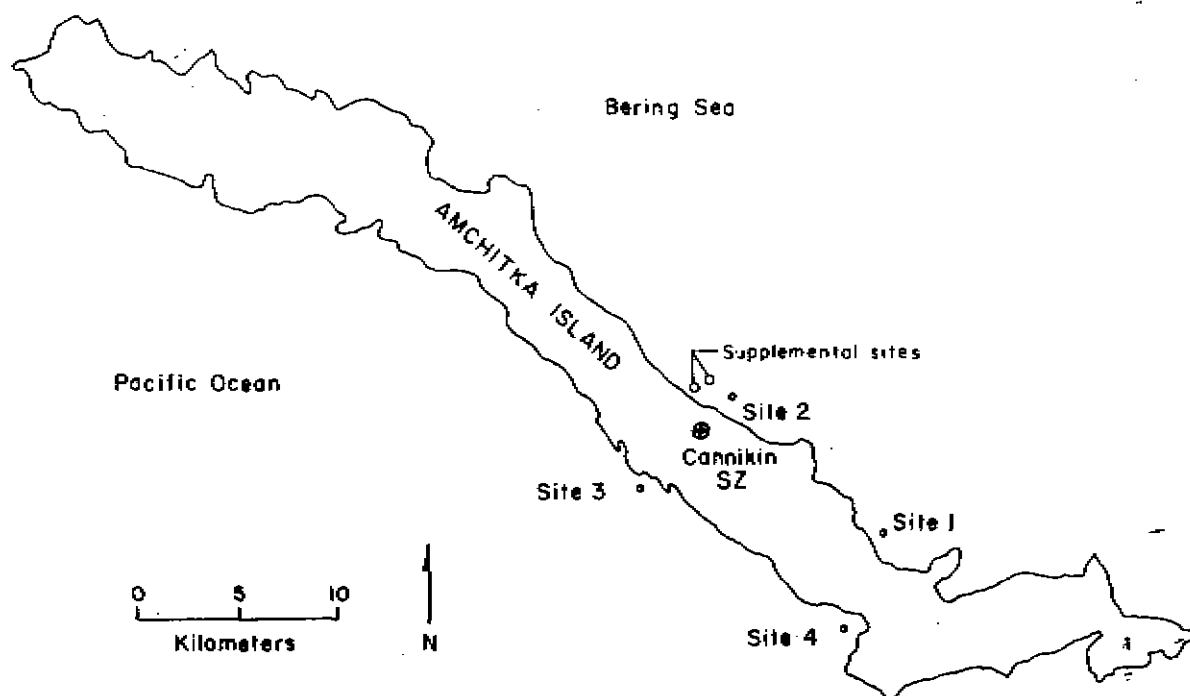 Bering Sea
AMCHITKA ISLAND
Pacific Ocean
Supplemental sites
Site 2
Cannikin
SZ
Site 3
Site 1
0 5 10
Kilometers
N
Site 4